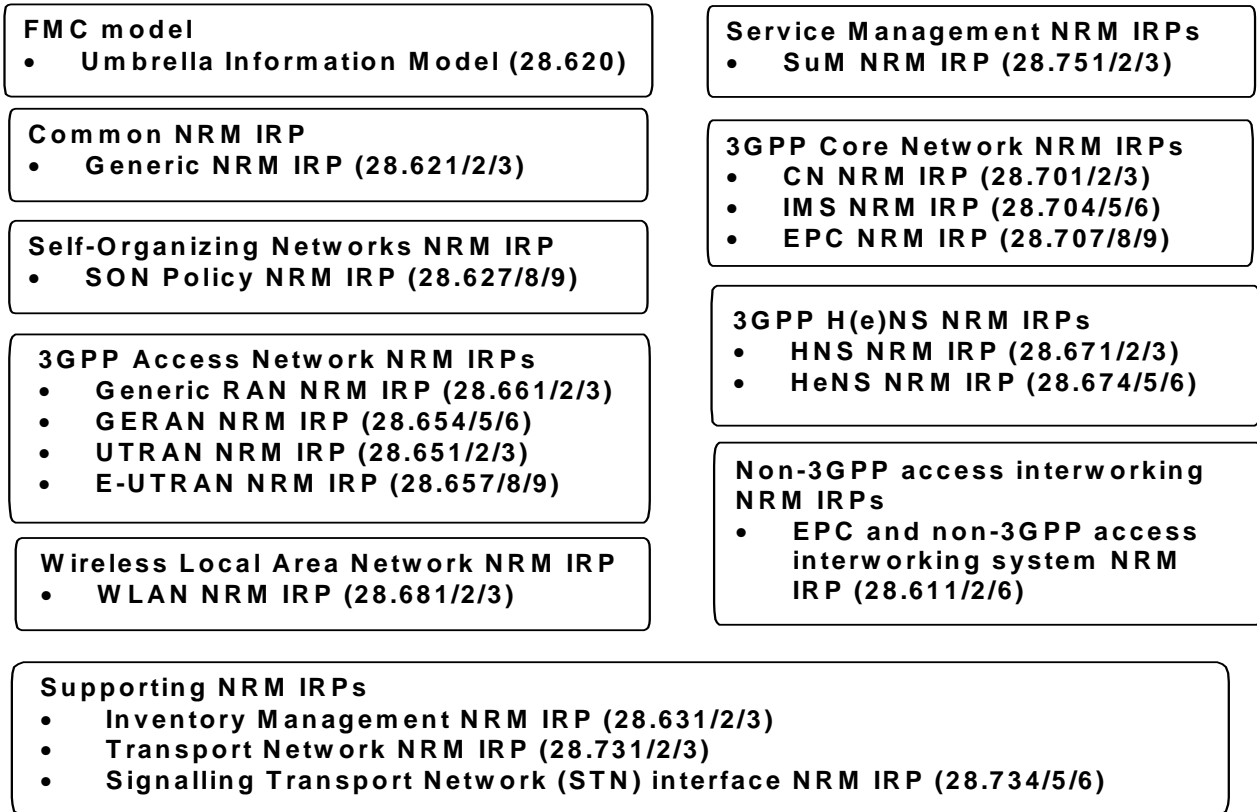 FMC model
• Umbrella Information Model (28.620)
Common NRM IRP
• Generic NRM IRP (28.621/2/3)
Self-Organizing Networks NRM IRP
• SON Policy NRM IRP (28.627/8/9)
3GPP Access Network NRM IRPs
• Generic RAN NRM IRP (28.661/2/3)
• GERAN NRM IRP (28.654/5/6)
• UTRAN NRM IRP (28.651/2/3)
• E-UTRAN NRM IRP (28.657/8/9)
Wireless Local Area Network NRM IRP
• WLAN NRM IRP (28.681/2/3)
Service Management NRM IRPs
• SuM NRM IRP (28.751/2/3)
3GPP Core Network NRM IRPs
• CN NRM IRP (28.701/2/3)
• IMS NRM IRP (28.704/5/6)
• EPC NRM IRP (28.707/8/9)
3GPP H(e)NS NRM IRPs
• HNS NRM IRP (28.671/2/3)
• HeNS NRM IRP (28.674/5/6)
Non-3GPP access interworking
NRM IRPs
• EPC and non-3GPP access
interworking system NRM
IRP (28.611/2/6)
Supporting NRM IRPs
• Inventory Management NRM IRP (28.631/2/3)
• Transport Network NRM IRP (28.731/2/3)
• Signalling Transport Network (STN) interface NRM IRP (28.734/5/6)